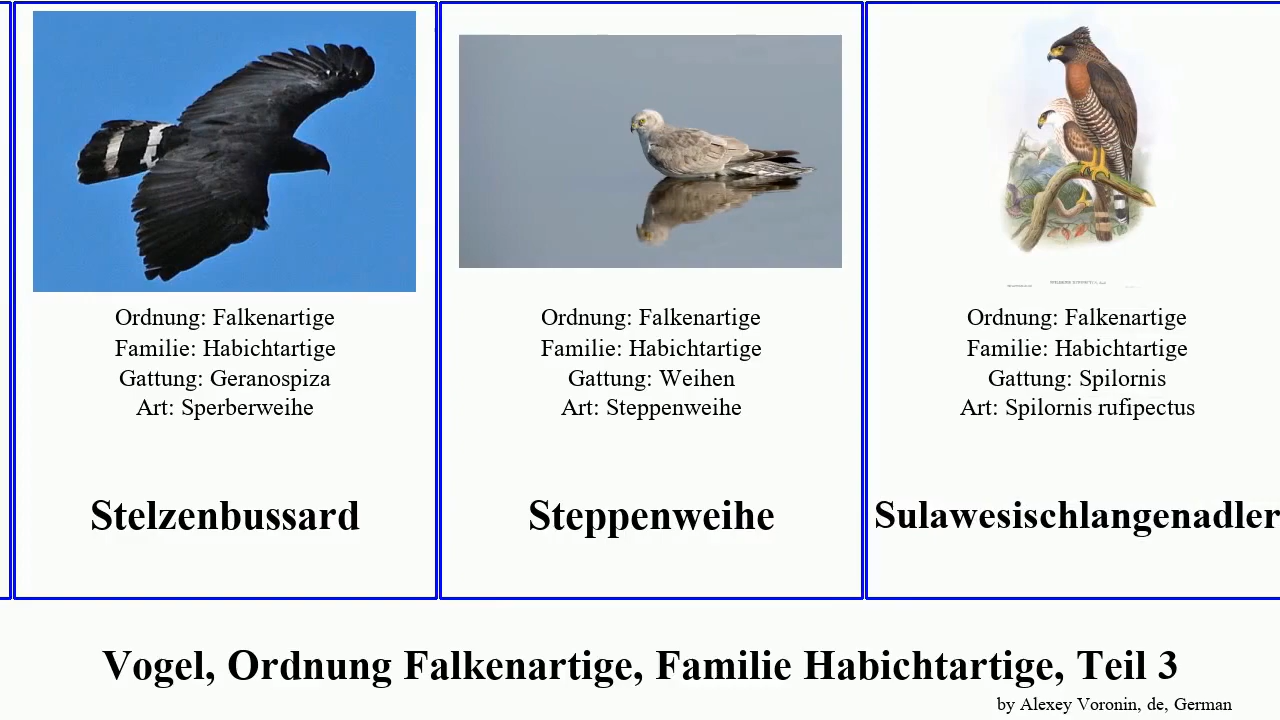 Ordnung: Falkenartige
Familie: Habichtartige
Gattung: Geranospiza
Art: Sperberweihe
Stelzenbussard
Ordnung: Falkenartige
Familie: Habichtartige
Gattung: Weihen
Art: Steppenweihe
Steppenweihe
Ordnung: Falkenartige
Familie: Habichtartige
Gattung: Spilornis
Art: Spilornis rufipectus
Sulawesischlangenadler
Vogel, Ordnung Falkenartige, Familie Habichtartige, Teil 3
by Alexey Voronin, de, German